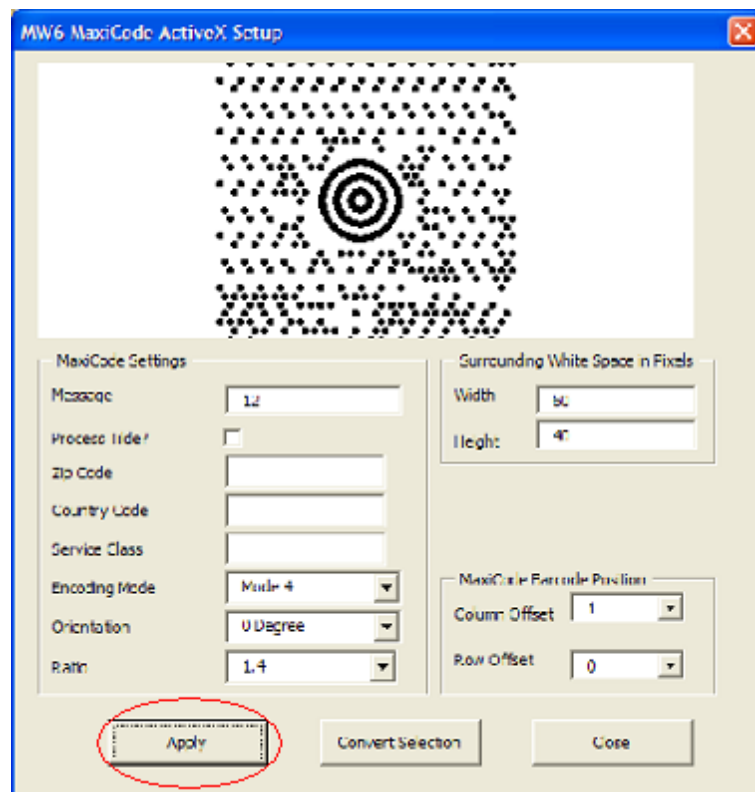 MW6 MaxiCode ActiveX Setup
MaxiCode Settings
Message 12
Process Tilde?
Zip Code
Country Code
Service Class
Encoding Mode Mode 4
Orientation 0 Degree
Ratio 1.4
Surrounding White Space in Pixels
Width 60
Height 40
MaxiCode Barcode Position
Column Offset 1
Row Offset 0
Apply
Convert Selection
Close